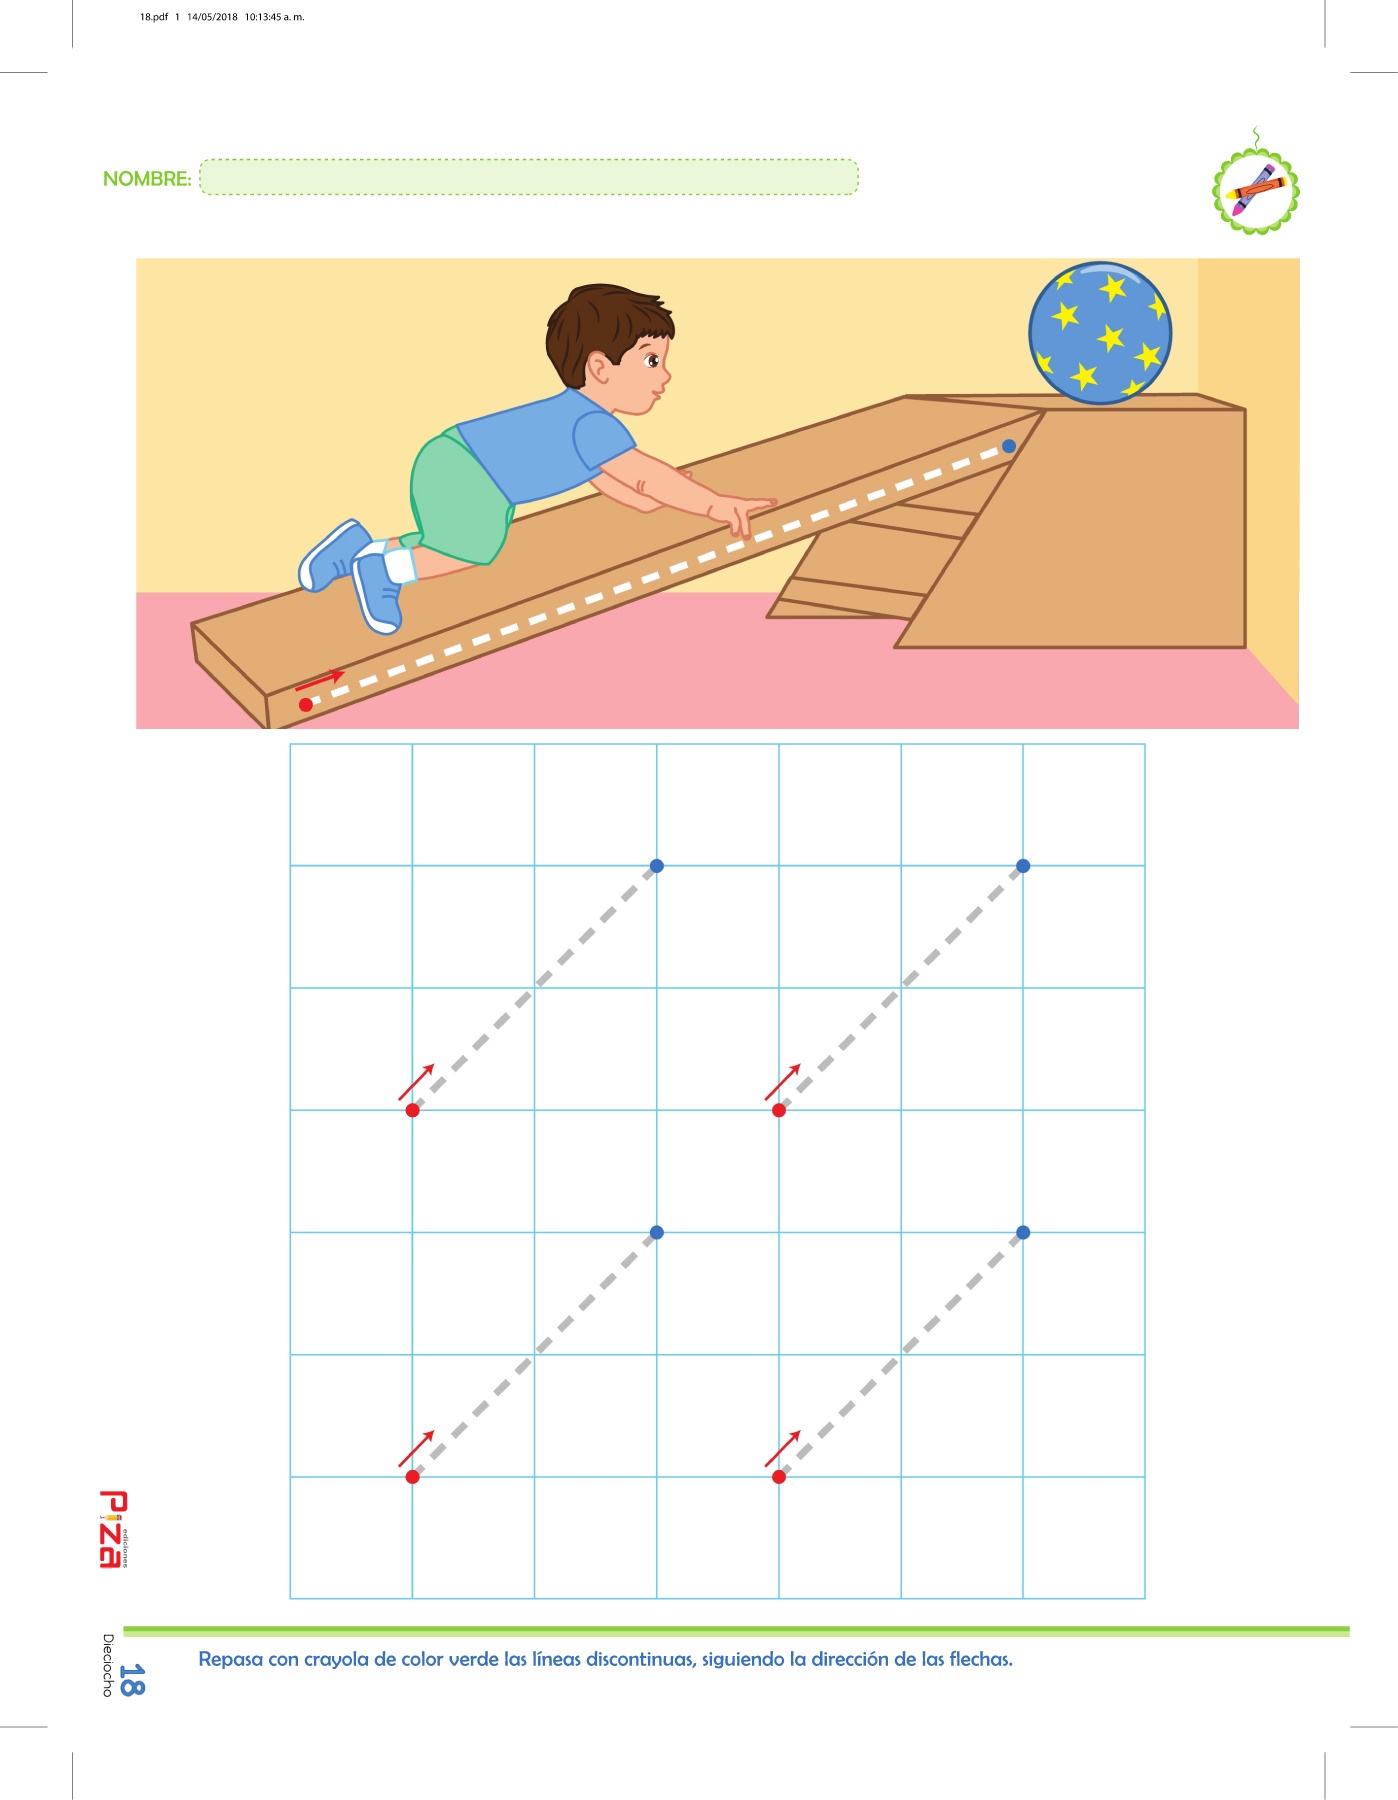 18.pdf 1 14/05/2018 10:13:45 a. m.
NOMBRE:
Piza
ediciones
Dieciocho
18
Repasa con crayola de color verde las líneas discontinuas, siguiendo la dirección de las flechas.